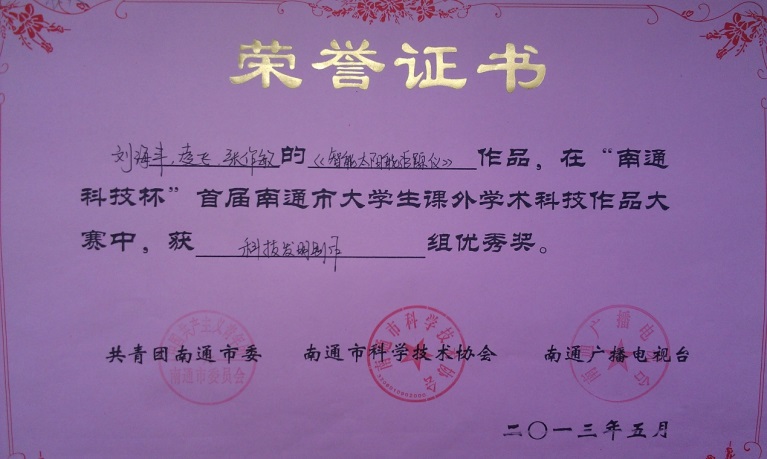 荣誉证书
刘海丰、凌飞、张作敏的《智能太阳能追踪仪》作品，在“南通
科技杯”首届南通市大学生课外学术科技作品大
赛中，获 科技发明制作 组优秀奖。
共青团南通市委 南通市科学技术协会 南通广播电视台
二〇一三年五月